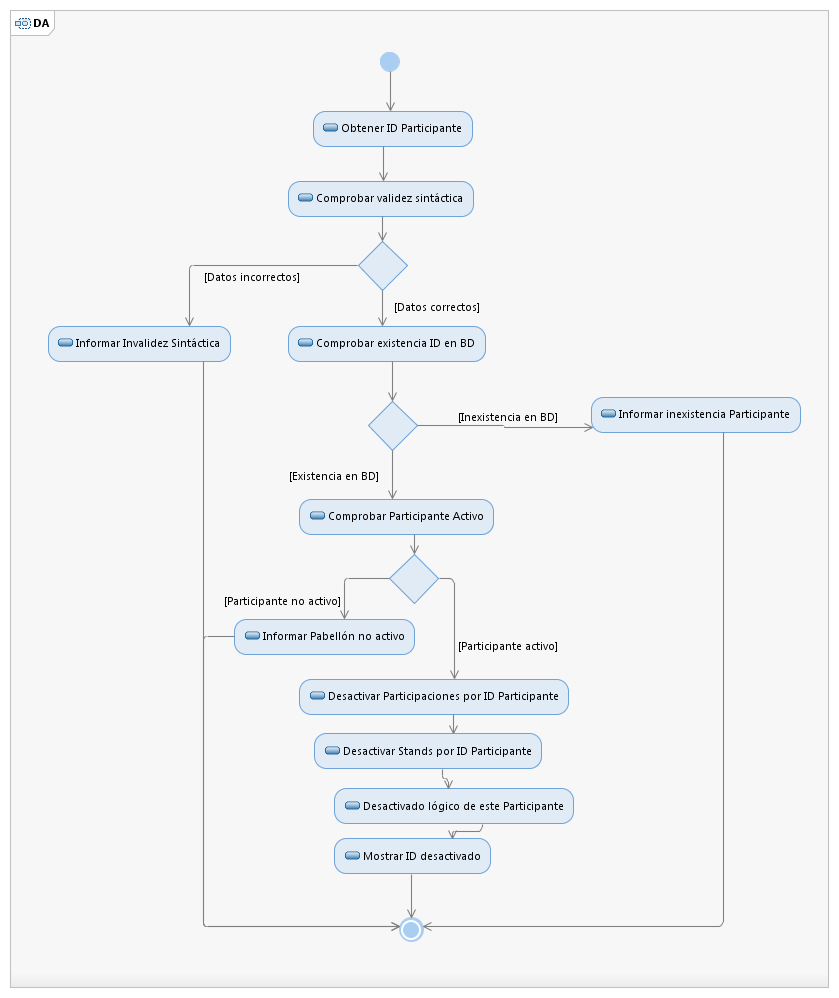 DA
Obtener ID Participante
Comprobar validez sintáctica
[Datos incorrectos]
[Datos correctos]
Informar Invalidez Sintáctica
Comprobar existencia ID en BD
[Inexistencia en BD]
Informar inexistencia Participante
[Existencia en BD]
Comprobar Participante Activo
[Participante no activo]
Informar Pabellón no activo
[Participante activo]
Desactivar Participaciones por ID Participante
Desactivar Stands por ID Participante
Desactivado lógico de este Participante
Mostrar ID desactivado